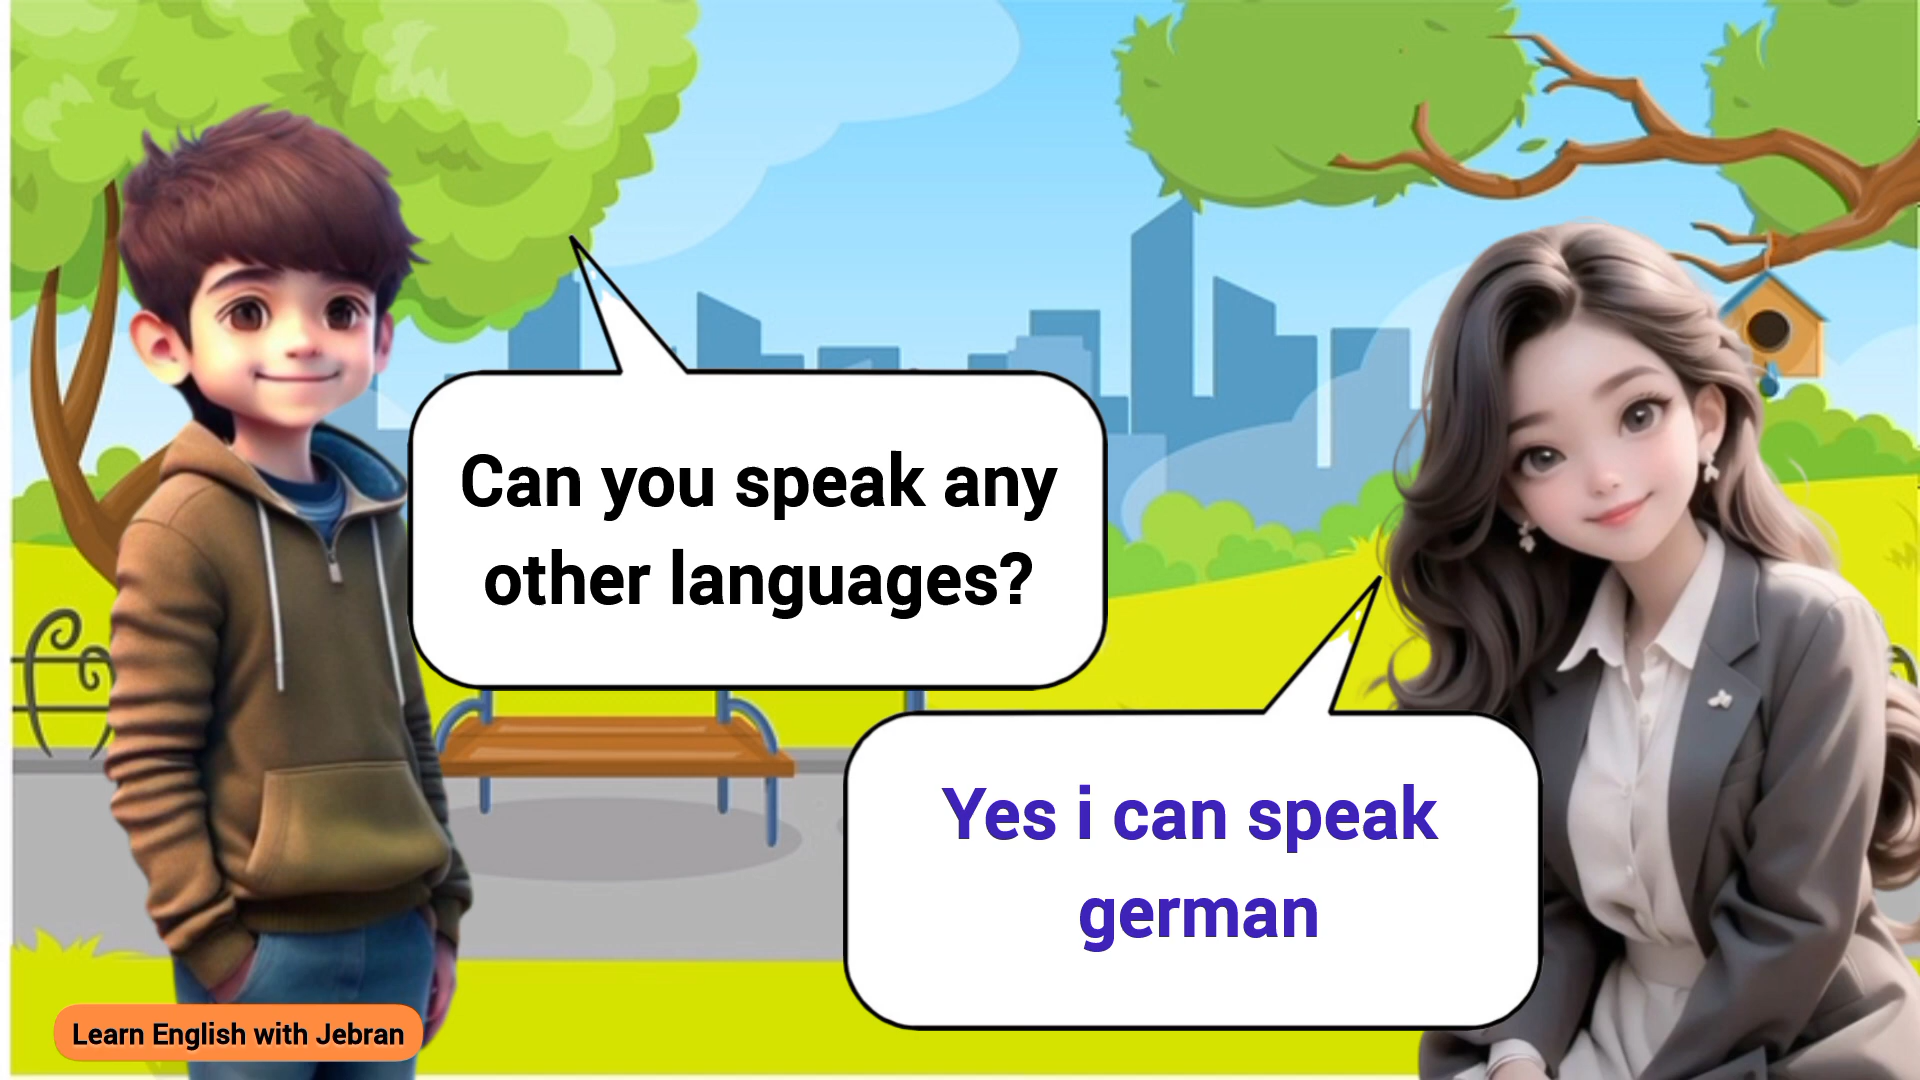 Can you speak any
other languages?
Yes i can speak
german
Learn English with Jebran